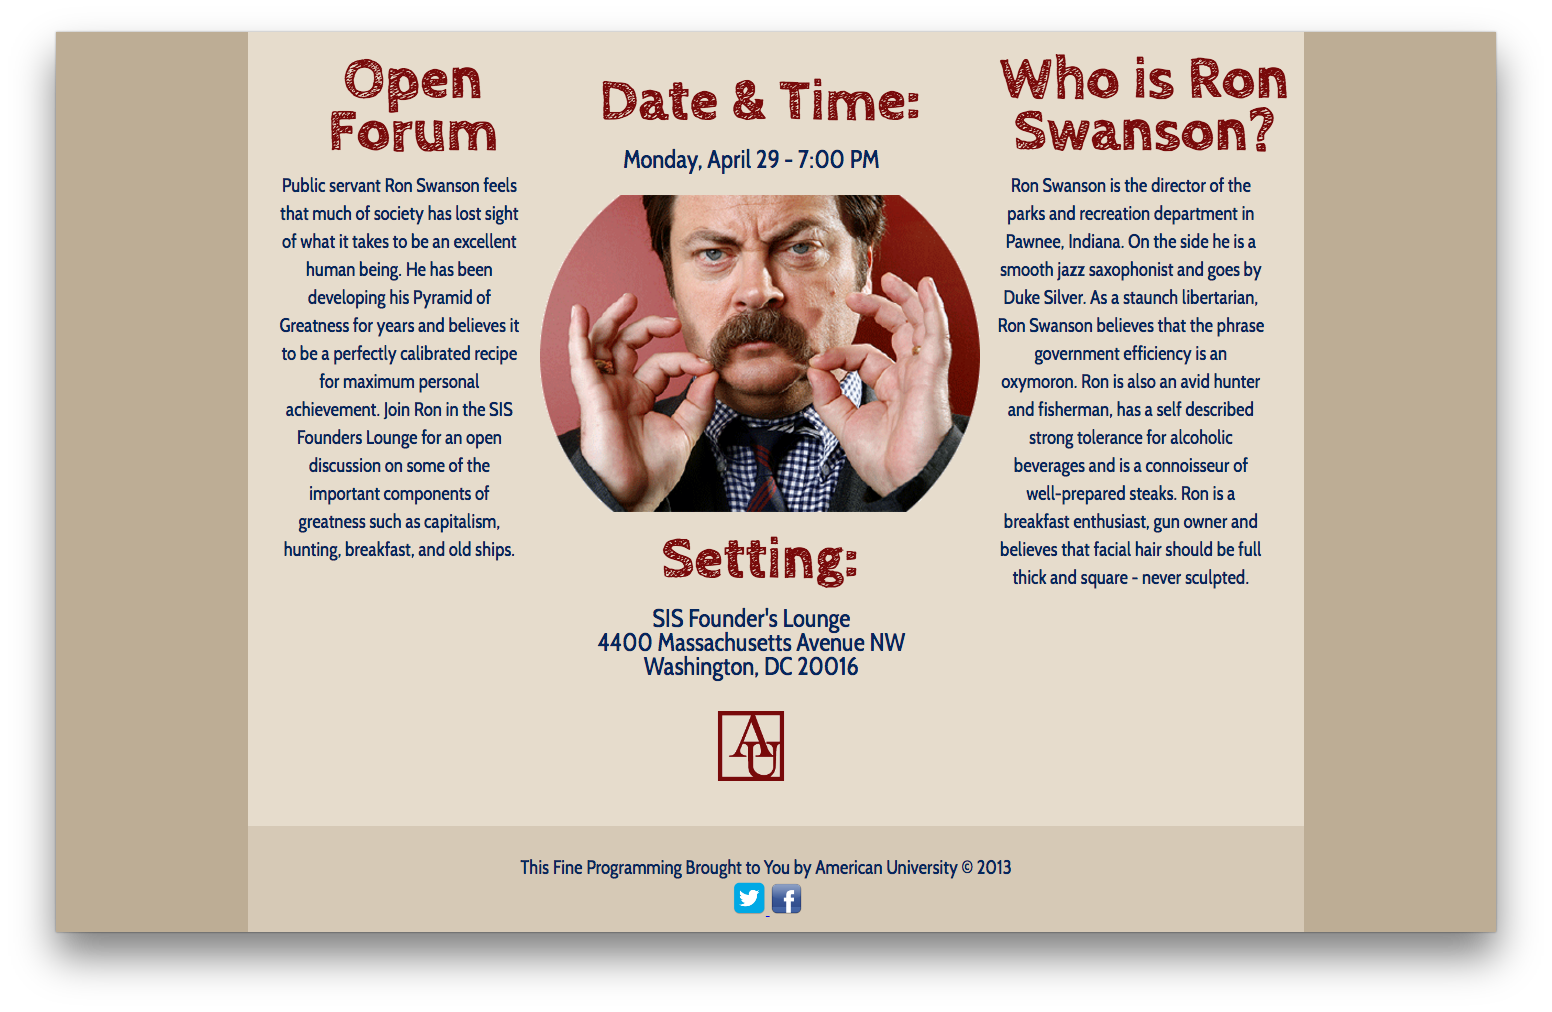 Open
Forum
Public servant Ron Swanson feels
that much of society has lost sight
of what it takes to be an excellent
human being. He has been
developing his Pyramid of
Greatness for years and believes it
to be a perfectly calibrated recipe
for maximum personal
achievement. Join Ron in the SIS
Founders Lounge for an open
discussion on some of the
important components of
greatness such as capitalism,
hunting, breakfast, and old ships.
Date & Time:
Monday, April 29 - 7:00 PM
Setting:
SIS Founder's Lounge
4400 Massachusetts Avenue NW
Washington, DC 20016
AU
Who is Ron
Swanson?
Ron Swanson is the director of the
parks and recreation department in
Pawnee, Indiana. On the side he is a
smooth jazz saxophonist and goes by
Duke Silver. As a staunch libertarian,
Ron Swanson believes that the phrase
government efficiency is an
oxymoron. Ron is also an avid hunter
and fisherman, has a self described
strong tolerance for alcoholic
beverages and is a connoisseur of
well-prepared steaks. Ron is a
breakfast enthusiast, gun owner and
believes that facial hair should be full
thick and square - never sculpted.
This Fine Programming Brought to You by American University © 2013
f